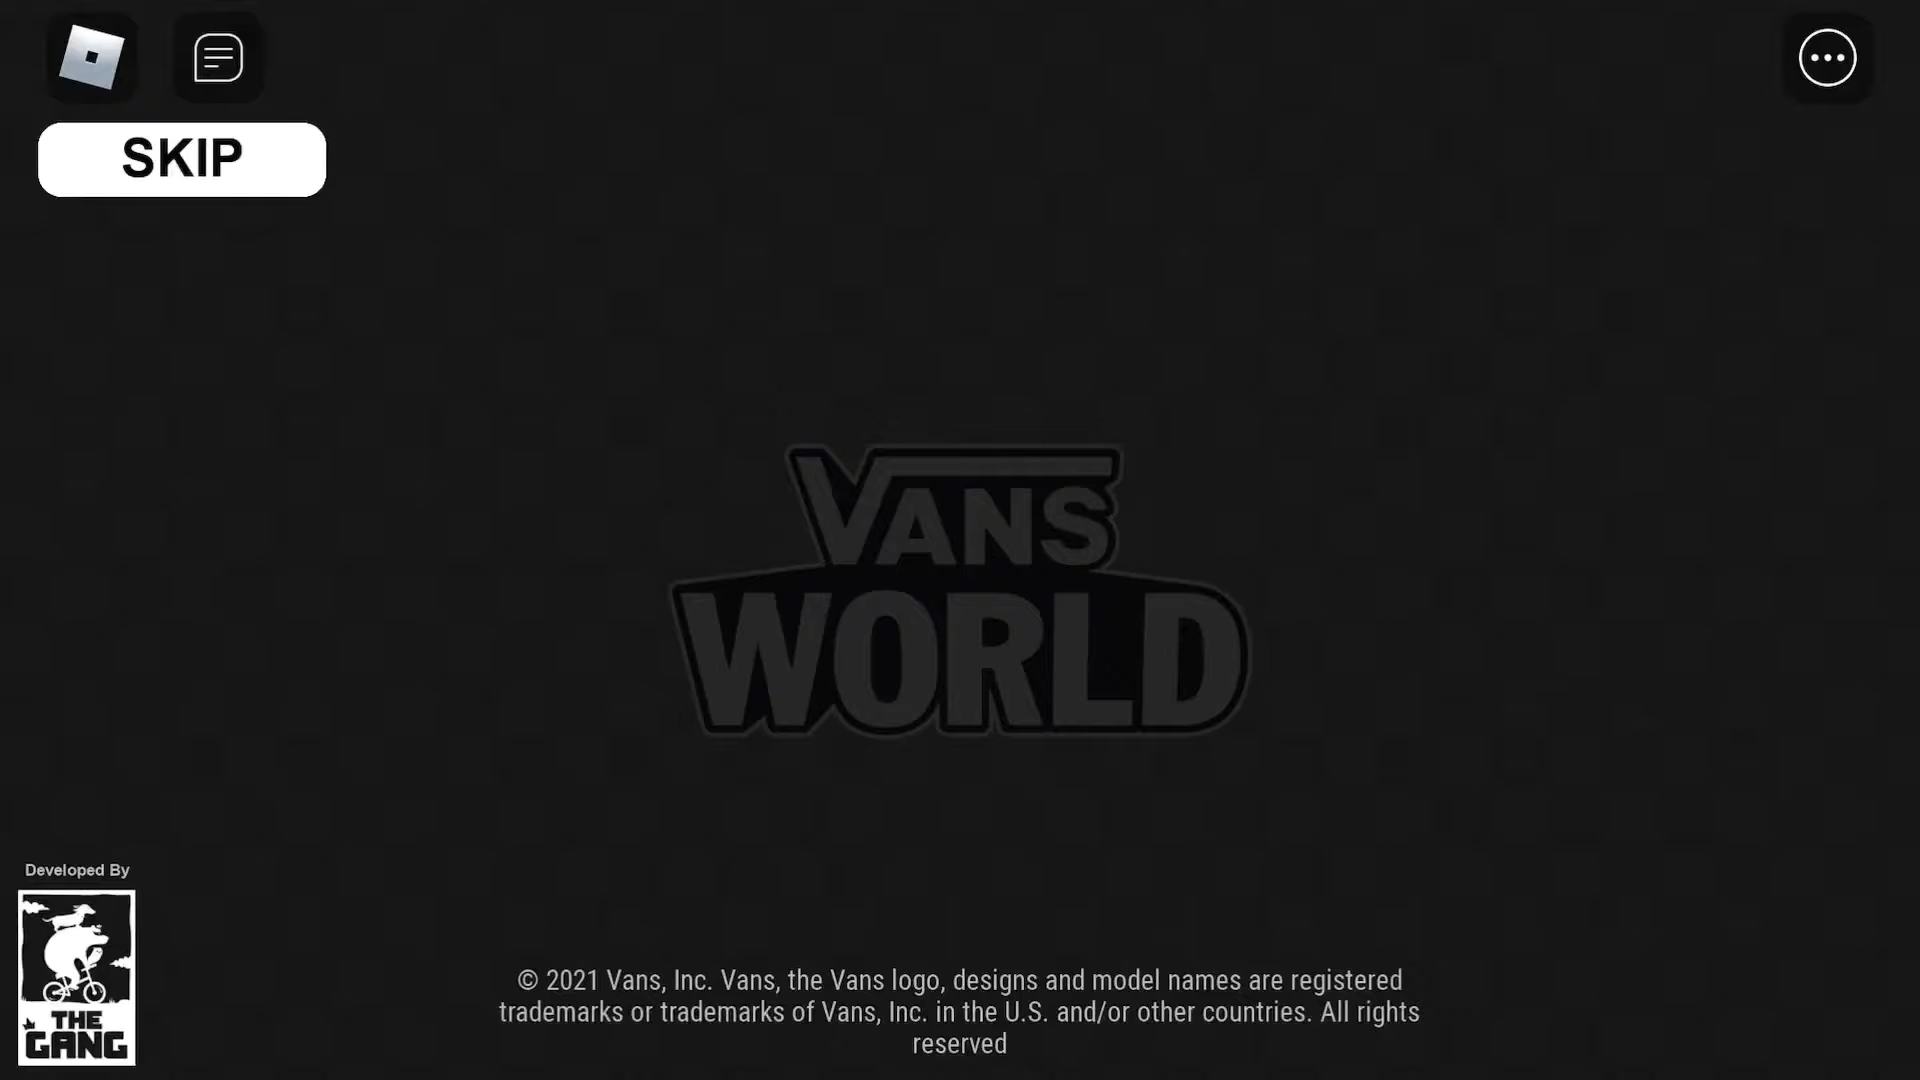 SKIP
VANS
WORLD
Developed By
THE
GANG
© 2021 Vans, Inc. Vans, the Vans logo, designs and model names are registered
trademarks or trademarks of Vans, Inc. in the U.S. and/or other countries. All rights
reserved